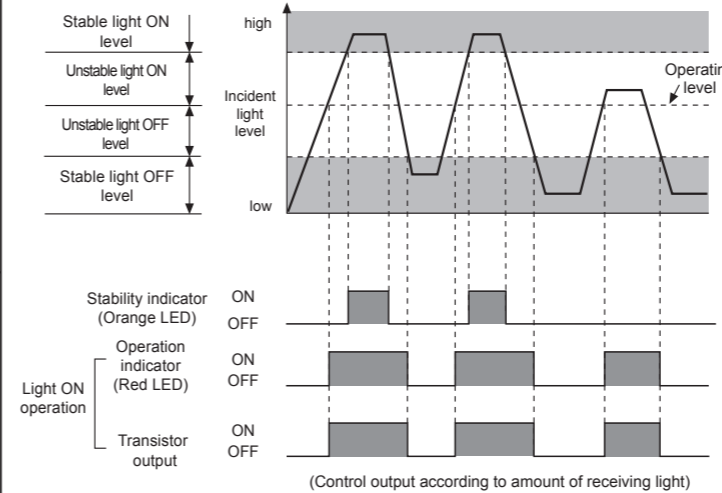 Stable light ON
level
Unstable light ON
level
Unstable light OFF
level
Stable light OFF
level
high
Incident
light
level
low
level
Stability indicator
(Orange LED)
ON
OFF
Light ON
operation
Operation
indicator
(Red LED)
ON
OFF
Transistor
output
ON
OFF
(Control output according to amount of receiving light)